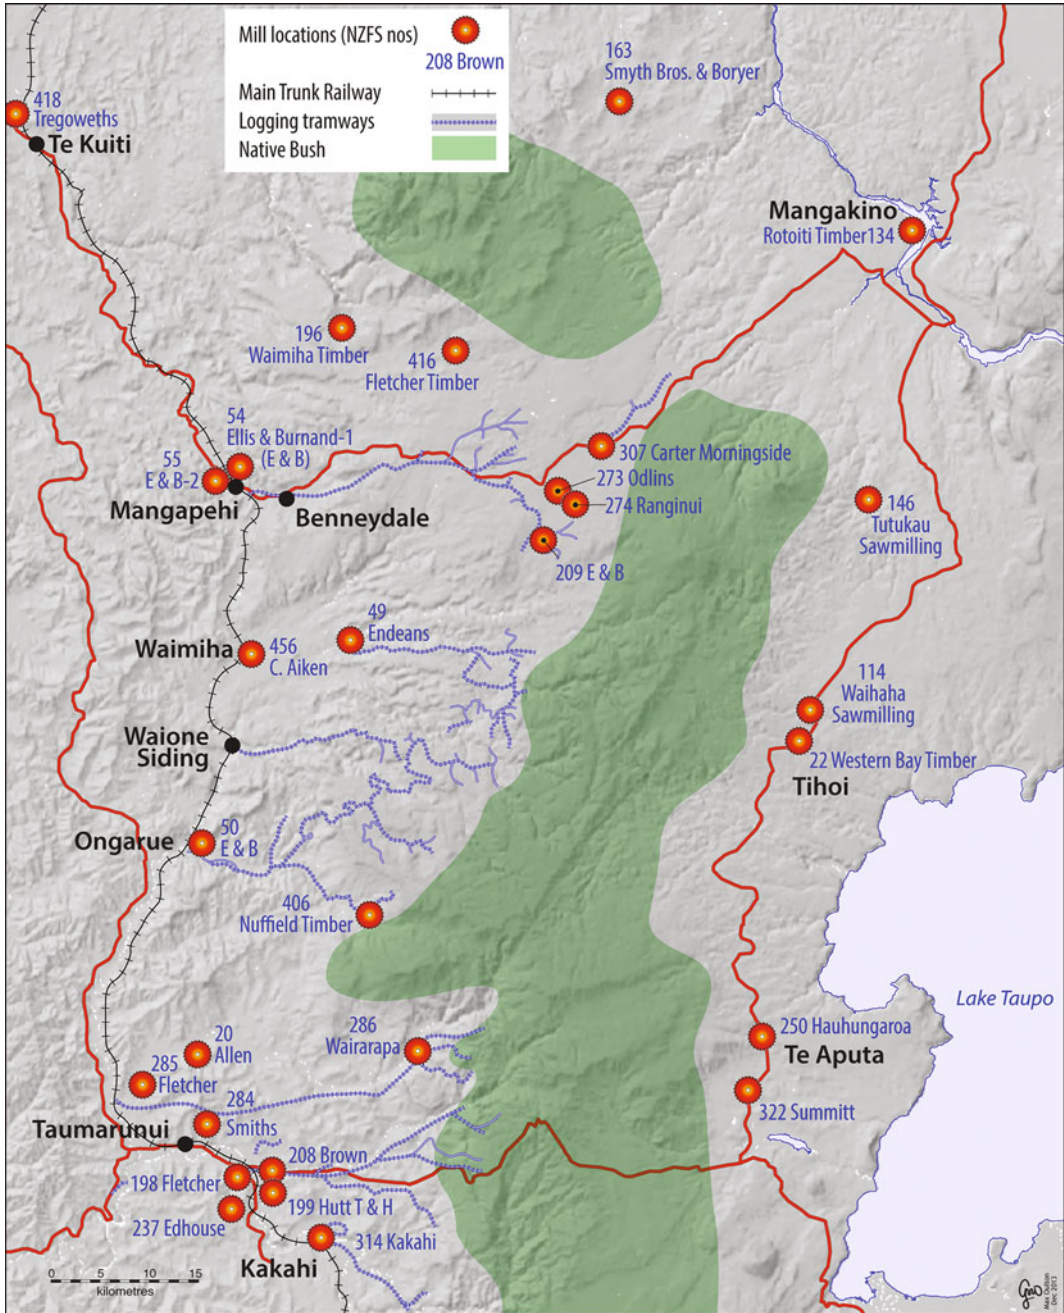 Mill locations (NZFS nos)
208 Brown
Main Trunk Railway
Logging tramways
Native Bush
163
Smyth Bros. & Boryer
418
Tregoweths
Te Kuiti
Mangakino
Rotoiti Timber134
196
Waimiha Timber
416
Fletcher Timber
54
Ellis & Burnand-1
(E & B)
55
E & B-2
Mangapehi
Benneydale
307 Carter Morningside
273 Odlins
274 Ranginui
209 E & B
146
Tutukau
Sawmilling
49
Endeans
Waimiha
456
C. Aiken
114
Waihaha
Sawmilling
Waione
Siding
22 Western Bay Timber
Tihoi
Ongarue
50
E & B
406
Nuffield Timber
Lake Taupo
286
Wairarapa
250 Hauhungaroa
Te Aputa
20
Allen
285
Fletcher
322 Summitt
284
Smiths
Taumarunui
208 Brown
198 Fletcher
199 Hutt T & H
237 Edhouse
314 Kakahi
Kakahi
0 5 10 15
kilometres
Max Oulton
Dec. 2013